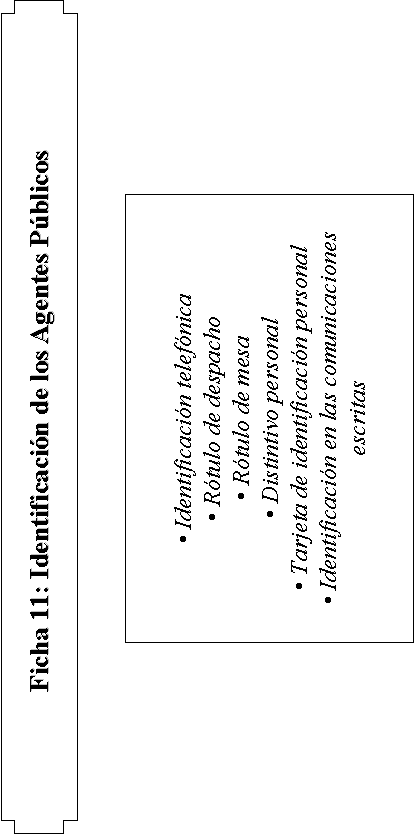 Ficha 11: Identificación de los Agentes Públicos
• Identificación telefónica
• Rótulo de despacho
• Rótulo de mesa
• Distintivo personal
• Tarjeta de identificación personal
• Identificación en las comunicaciones
escritas